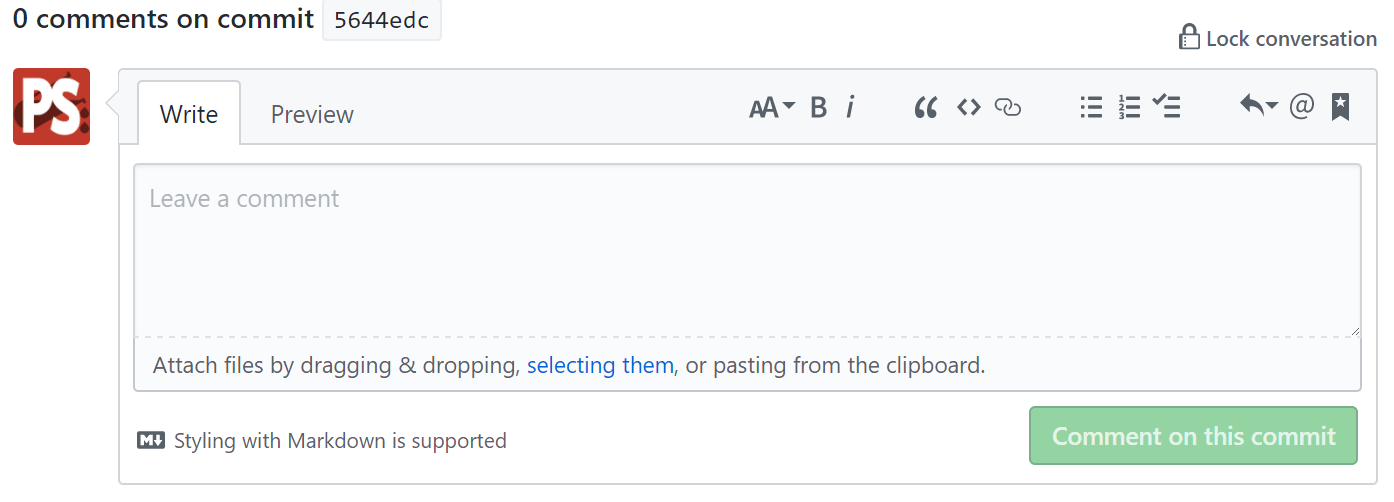 0 comments on commit 5644edc
Lock conversation
PS
Write Preview AA B i @
Leave a comment
Attach files by dragging & dropping, selecting them, or pasting from the clipboard.
M Styling with Markdown is supported
Comment on this commit